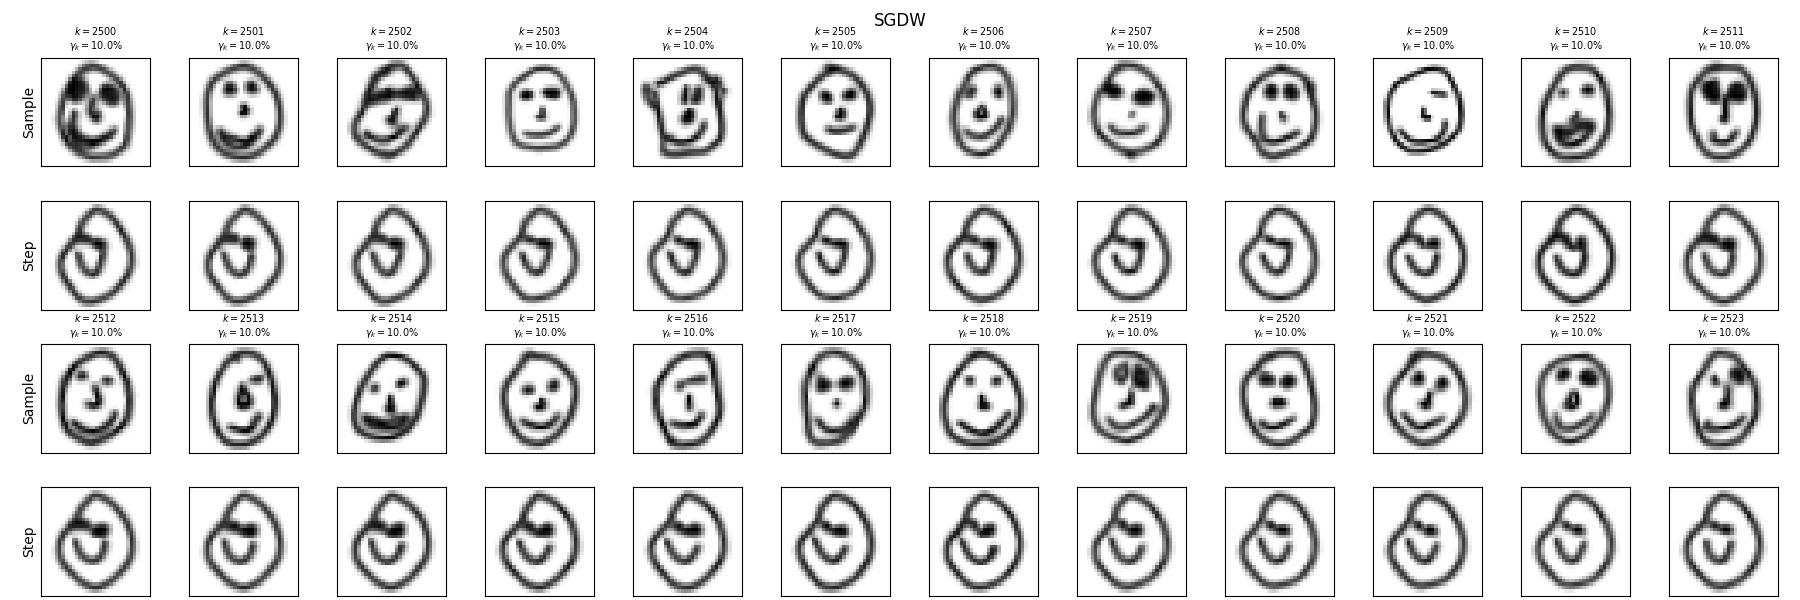 SGDW
k = 2500 k = 2501 k = 2502 k = 2503 k = 2504 k = 2505 k = 2506 k = 2507 k = 2508 k = 2509 k = 2510 k = 2511
γk = 10.0% γk = 10.0% γk = 10.0% γk = 10.0% γk = 10.0% γk = 10.0% γk = 10.0% γk = 10.0% γk = 10.0% γk = 10.0% γk = 10.0% γk = 10.0%
Sample
Step
k = 2512 k = 2513 k = 2514 k = 2515 k = 2516 k = 2517 k = 2518 k = 2519 k = 2520 k = 2521 k = 2522 k = 2523
γk = 10.0% γk = 10.0% γk = 10.0% γk = 10.0% γk = 10.0% γk = 10.0% γk = 10.0% γk = 10.0% γk = 10.0% γk = 10.0% γk = 10.0% γk = 10.0%
Sample
Step